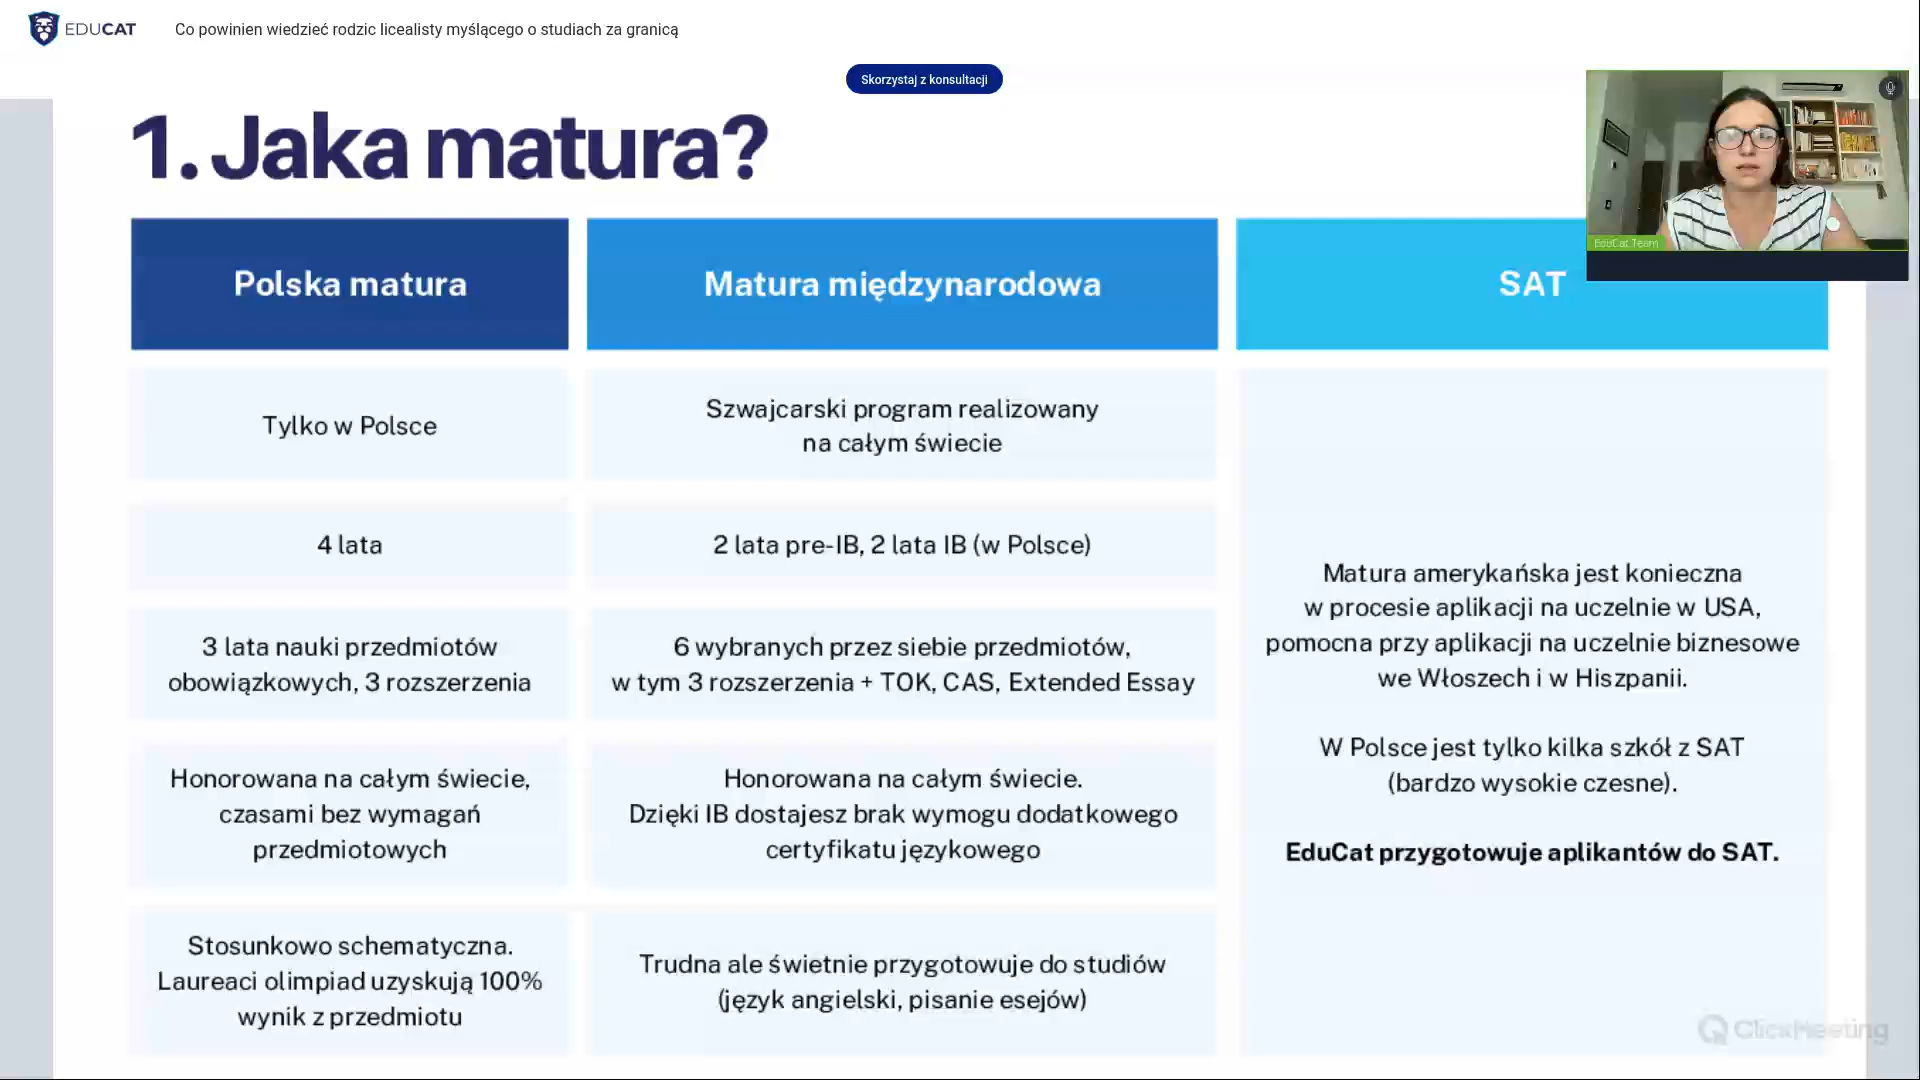 EDUCAT
Co powinien wiedzieć rodzic licealisty myślącego o studiach za granicą
Skorzystaj z konsultacji
1. Jaka matura?
EduCat Team
Polska matura
Matura międzynarodowa
SAT
Tylko w Polsce
Szwajcarski program realizowany
na całym świecie
4 lata
2 lata pre-IB, 2 lata IB (w Polsce)
3 lata nauki przedmiotów
obowiązkowych, 3 rozszerzenia
6 wybranych przez siebie przedmiotów,
w tym 3 rozszerzenia + TOK, CAS, Extended Essay
Honorowana na całym świecie,
czasami bez wymagań
przedmiotowych
Honorowana na całym świecie.
Dzięki IB dostajesz brak wymogu dodatkowego
certyfikatu językowego
Stosunkowo schematyczna.
Laureaci olimpiad uzyskują 100%
wynik z przedmiotu
Trudna ale świetnie przygotowuje do studiów
(język angielski, pisanie esejów)
Matura amerykańska jest konieczna
w procesie aplikacji na uczelnie w USA,
pomocna przy aplikacji na uczelnie biznesowe
we Włoszech i w Hiszpanii.
W Polsce jest tylko kilka szkół z SAT
(bardzo wysokie czesne).
EduCat przygotowuje aplikantów do SAT.
ClickMeeting